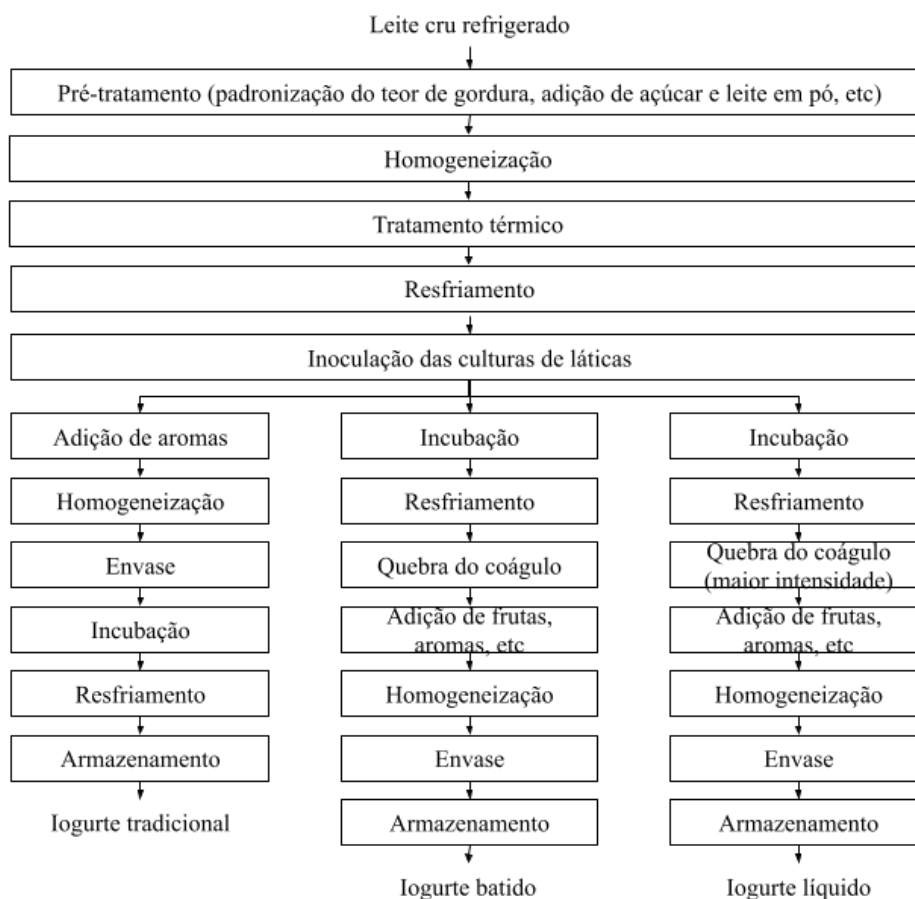 Leite cru refrigerado
Pré-tratamento (padronização do teor de gordura, adição de açúcar e leite em pó, etc)
Homogeneização
Tratamento térmico
Resfriamento
Inoculação das culturas de láticas
Adição de aromas
Homogeneização
Envase
Incubação
Resfriamento
Armazenamento
Iogurte tradicional
Incubação
Resfriamento
Quebra do coágulo
Adição de frutas,
aromas, etc
Homogeneização
Envase
Armazenamento
Iogurte batido
Incubação
Resfriamento
Quebra do coágulo
(maior intensidade)
Adição de frutas,
aromas, etc
Homogeneização
Envase
Armazenamento
Iogurte líquido